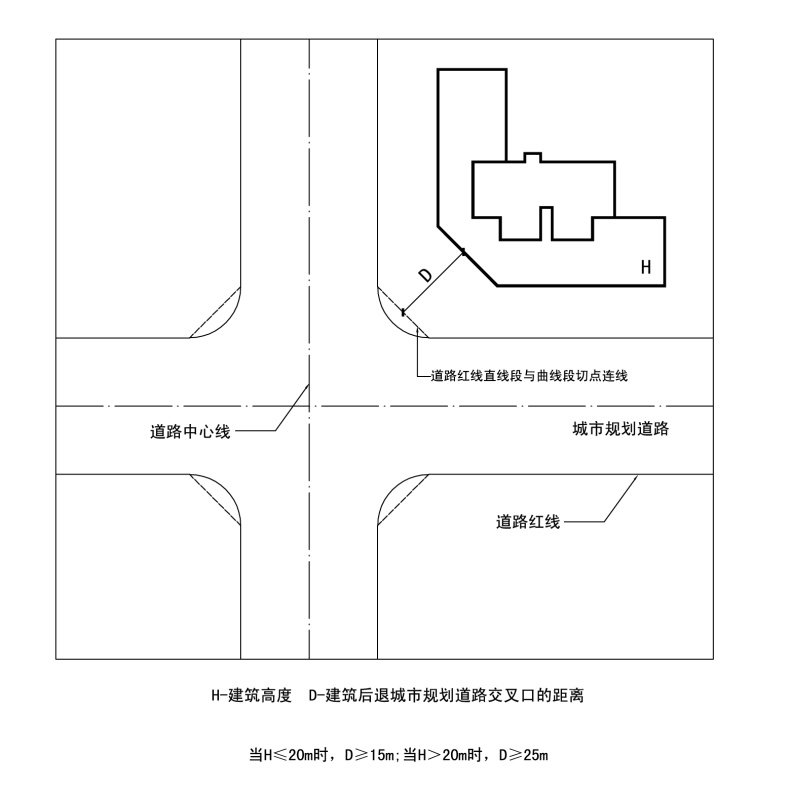 H
D
道路红线直线段与曲线段切点连线
道路中心线
城市规划道路
道路红线
H-建筑高度 D-建筑后退城市规划道路交叉口的距离
当H≤20m时，D≥15m;当H>20m时，D≥25m